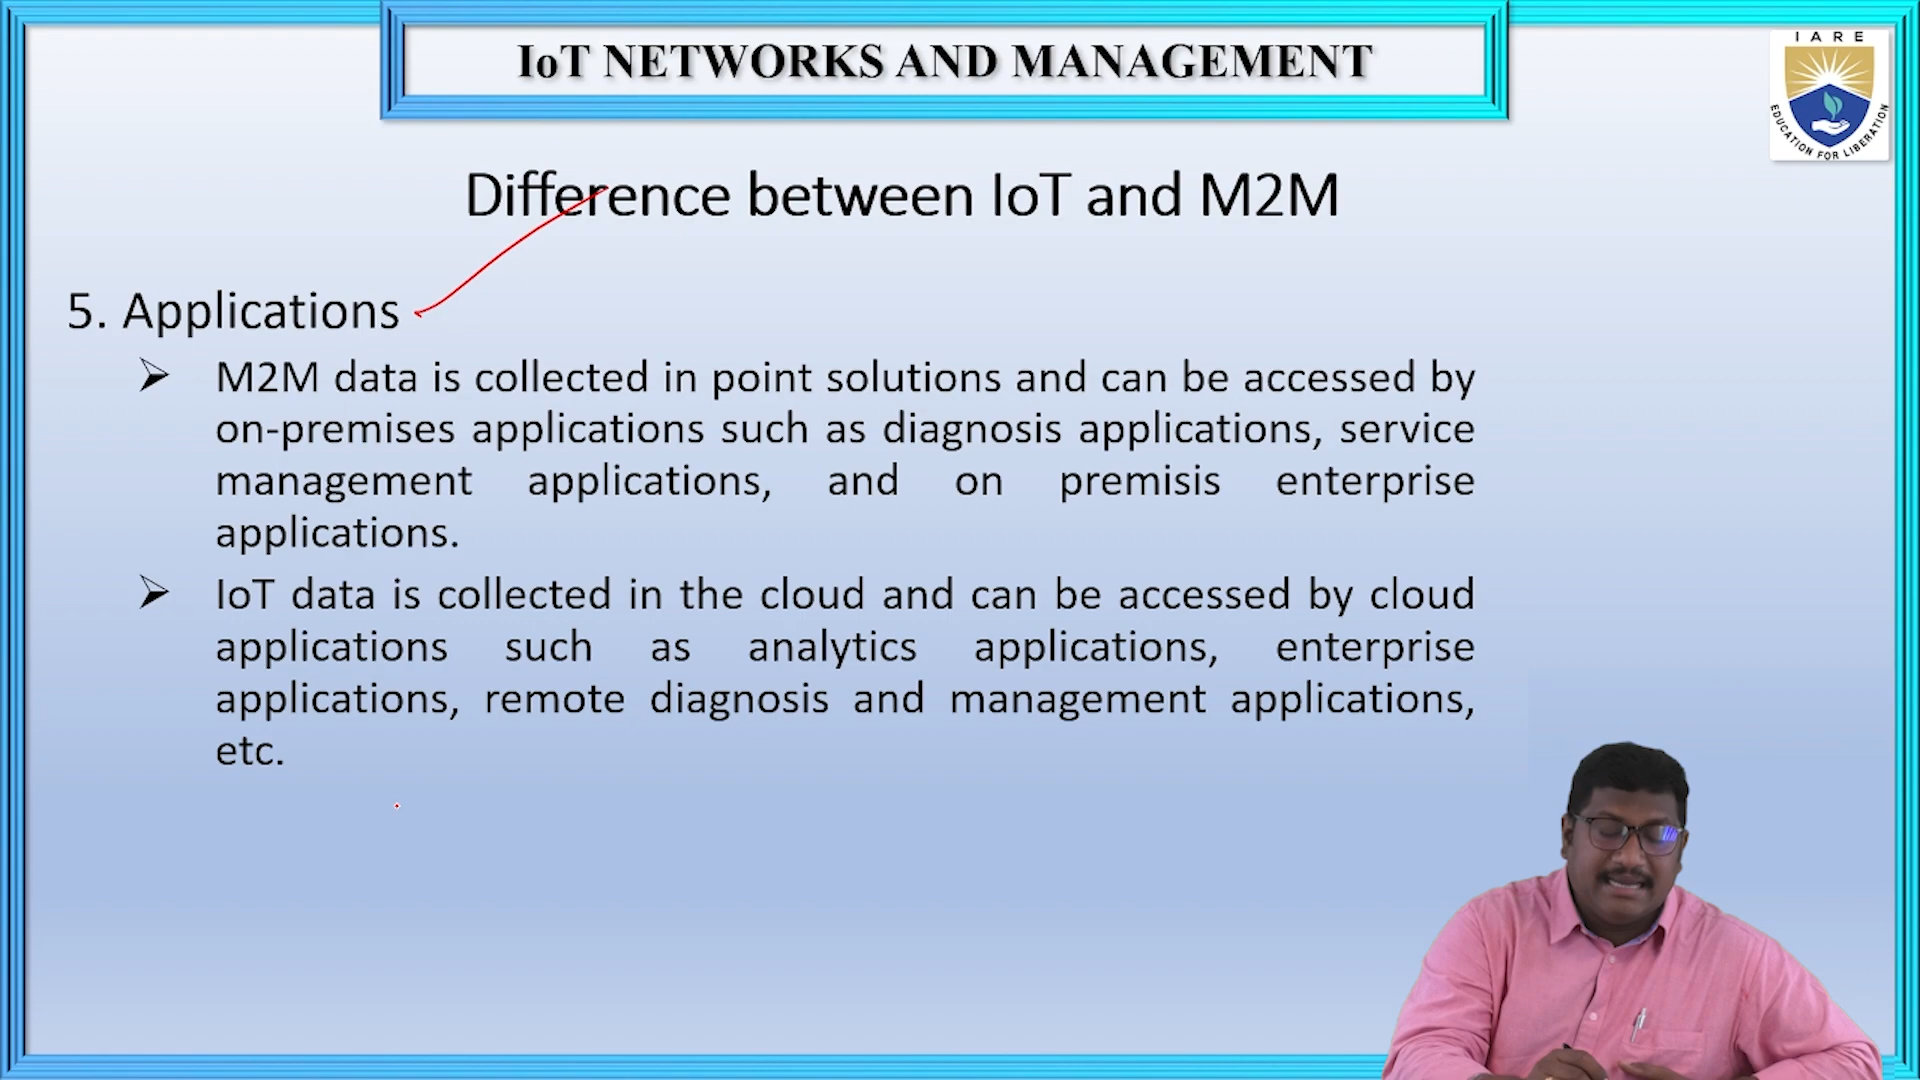 IoT NETWORKS AND MANAGEMENT
I A R E
EDUCATION FOR LIBERATION
Difference between IoT and M2M
5. Applications
M2M data is collected in point solutions and can be accessed by
on-premises applications such as diagnosis applications, service
management applications, and on premisis enterprise
applications.
IoT data is collected in the cloud and can be accessed by cloud
applications such as analytics applications, enterprise
applications, remote diagnosis and management applications,
etc.